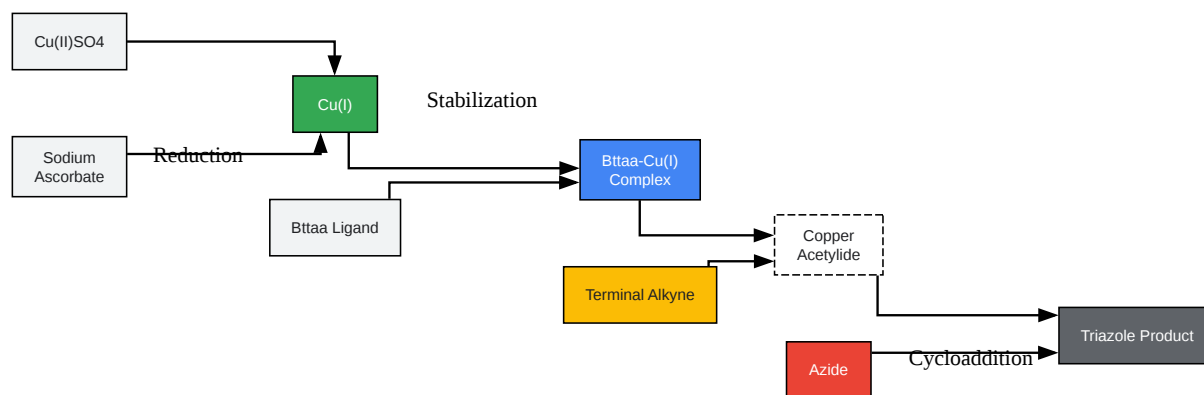 Cu(II)SO4
Cu(I)
Stabilization
Sodium
Ascorbate
Reduction
Bttaa-Cu(I)
Complex
Bttaa Ligand
Copper
Acetylide
Terminal Alkyne
Triazole Product
Azide
Cycloaddition